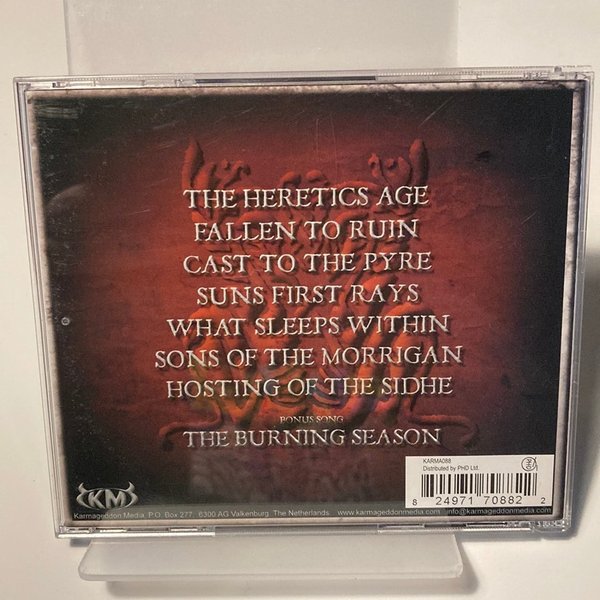 THE HERETICS AGE
FALLEN TO RUIN
CAST TO THE PYRE
SUNS FIRST RAYS
WHAT SLEEPS WITHIN
SONS OF THE MORRIGAN
HOSTING OF THE SIDHE
BONUS SONG
THE BURNING SEASON
KARMA088
Distributed by PHD Ltd.
8 24971 70882 2
KM
Karmageddon Media. P.O. Box 277. 6300 AG Valkenburg. The Netherlands www.karmageddonmedia.com info@karmageddonmedia.com